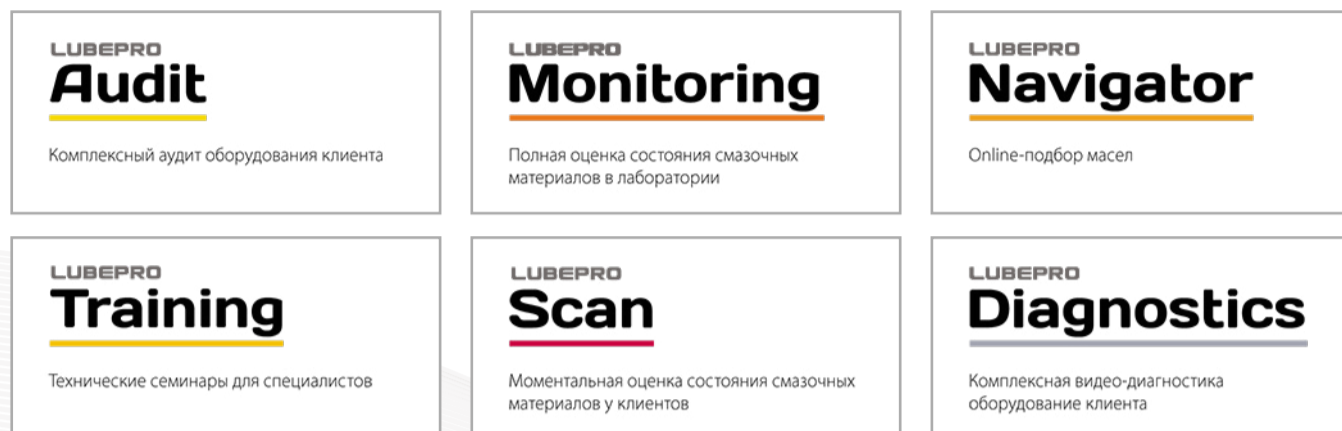 LUBEPRO
Audit
Комплексный аудит оборудования клиента
LUBEPRO
Monitoring
Полная оценка состояния смазочных
материалов в лаборатории
LUBEPRO
Navigator
Online-подбор масел
LUBEPRO
Training
Технические семинары для специалистов
LUBEPRO
Scan
Моментальная оценка состояния смазочных
материалов у клиентов
LUBEPRO
Diagnostics
Комплексная видео-диагностика
оборудование клиента